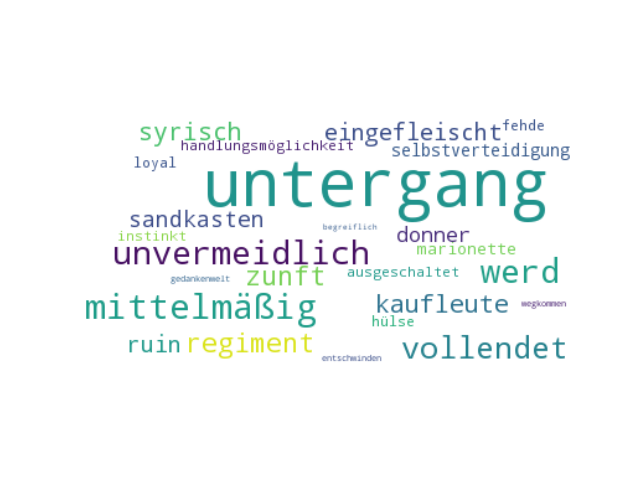 syrisch eingefleischt fehde
handlungsmöglichkeit selbstverteidigung
loyal untergang
sandkasten begreiflich donner
instinkt unvermeidlich marionette
gedankenwelt zunft ausgeschaltet werd
mittelmäßig kaufleute wegkommen
hülse
ruin regiment entschwinden vollendet